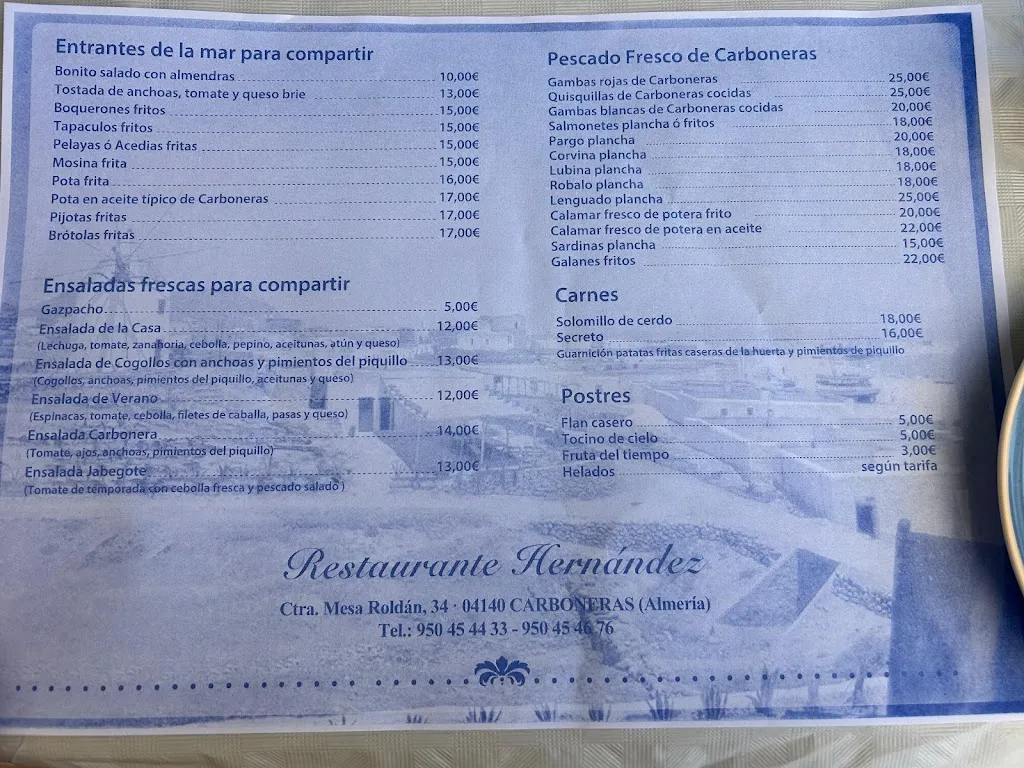 Entrantes de la mar para compartir
Bonito salado con almendras 10,00€
Tostada de anchoas, tomate y queso brie 13,00€
Boquerones fritos 15,00€
Tapaculos fritos 15,00€
Pelayas ó Acedias fritas 15,00€
Mosina frita 15,00€
Pota frita 16,00€
Pota en aceite típico de Carboneras 17,00€
Pijotas fritas 17,00€
Brótolas fritas 17,00€
Ensaladas frescas para compartir
Gazpacho 5,00€
Ensalada de la Casa 12,00€
(Lechuga, tomate, zanahoria, cebolla, pepino, aceitunas, atún y queso)
Ensalada de Cogollos con anchoas y pimientos del piquillo 13,00€
(Cogollos, anchoas, pimientos del piquillo, aceitunas y queso)
Ensalada de Verano 12,00€
(Espinacas, tomate, cebolla, filetes de caballa, pasas y queso)
Ensalada Carbonera 14,00€
(Tomate, ajos, anchoas, pimientos del piquillo)
Ensalada Jabegote 13,00€
(Tomate de temporada con cebolla fresca y pescado salado )
Pescado Fresco de Carboneras
Gambas rojas de Carboneras 25,00€
Quisquillas de Carboneras cocidas 25,00€
Gambas blancas de Carboneras cocidas 20,00€
Salmonetes plancha ó fritos 18,00€
Pargo plancha 20,00€
Corvina plancha 18,00€
Lubina plancha 18,00€
Robalo plancha 18,00€
Lenguado plancha 25,00€
Calamar fresco de potera frito 20,00€
Calamar fresco de potera en aceite 22,00€
Sardinas plancha 15,00€
Galanes fritos 22,00€
Carnes
Solomillo de cerdo 18,00€
Secreto 16,00€
Guarnición patatas fritas caseras de la huerta y pimientos de piquillo
Postres
Flan casero 5,00€
Tocino de cielo 5,00€
Fruta del tiempo 3,00€
Helados según tarifa
Restaurante Hernández
Ctra. Mesa Roldán, 34 · 04140 CARBONERAS (Almería)
Tel.: 950 45 44 33 - 950 45 46 76